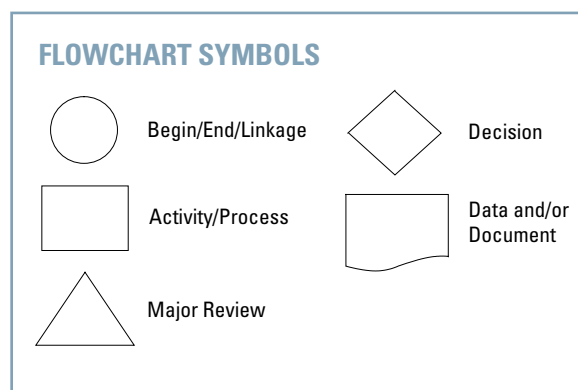 FLOWCHART SYMBOLS
Begin/End/Linkage
Decision
Activity/Process
Data and/or
Document
Major Review